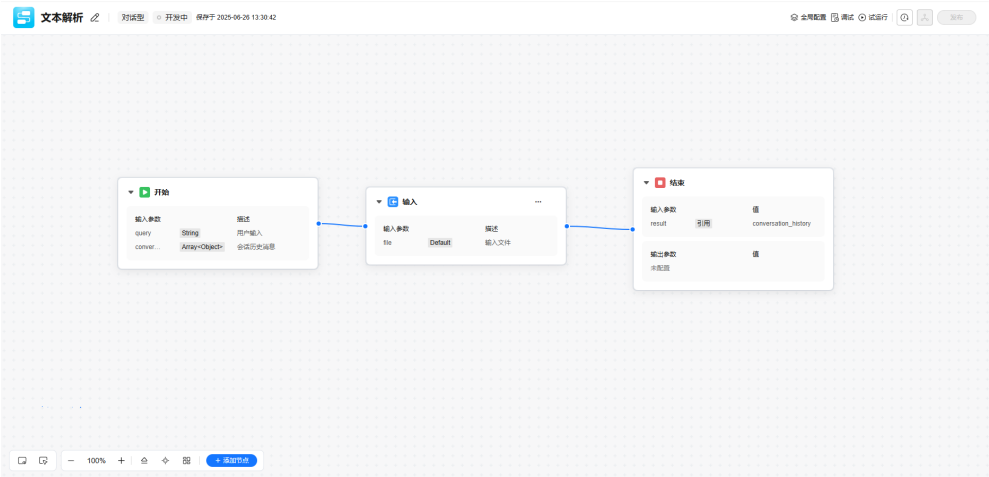 文本解析 对话型 开发中 保存于 2025-06-26 13:30:42 全局配置 调试 试运行 发布
开始
输入参数 描述
query String 用户输入
conver... Array<Object> 会话历史消息
输入 ...
输入参数 描述
file Default 输入文件
结束
输入参数 值
result 引用 conversation_history
输出参数 值
未配置
100% + 添加节点